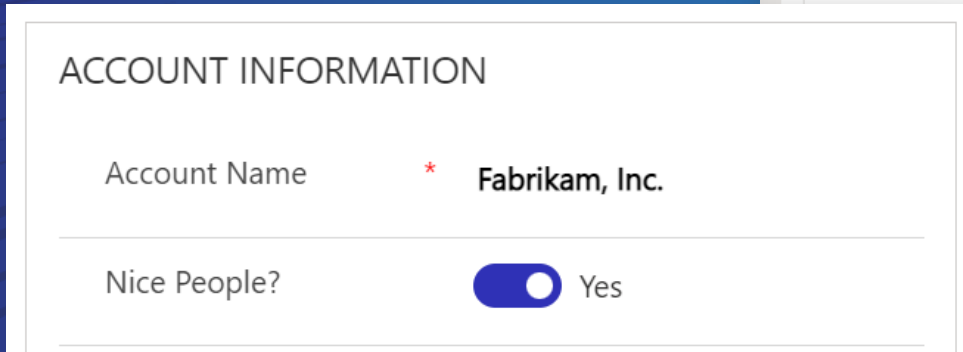 ACCOUNT INFORMATION
Account Name * Fabrikam, Inc.
Nice People? Yes